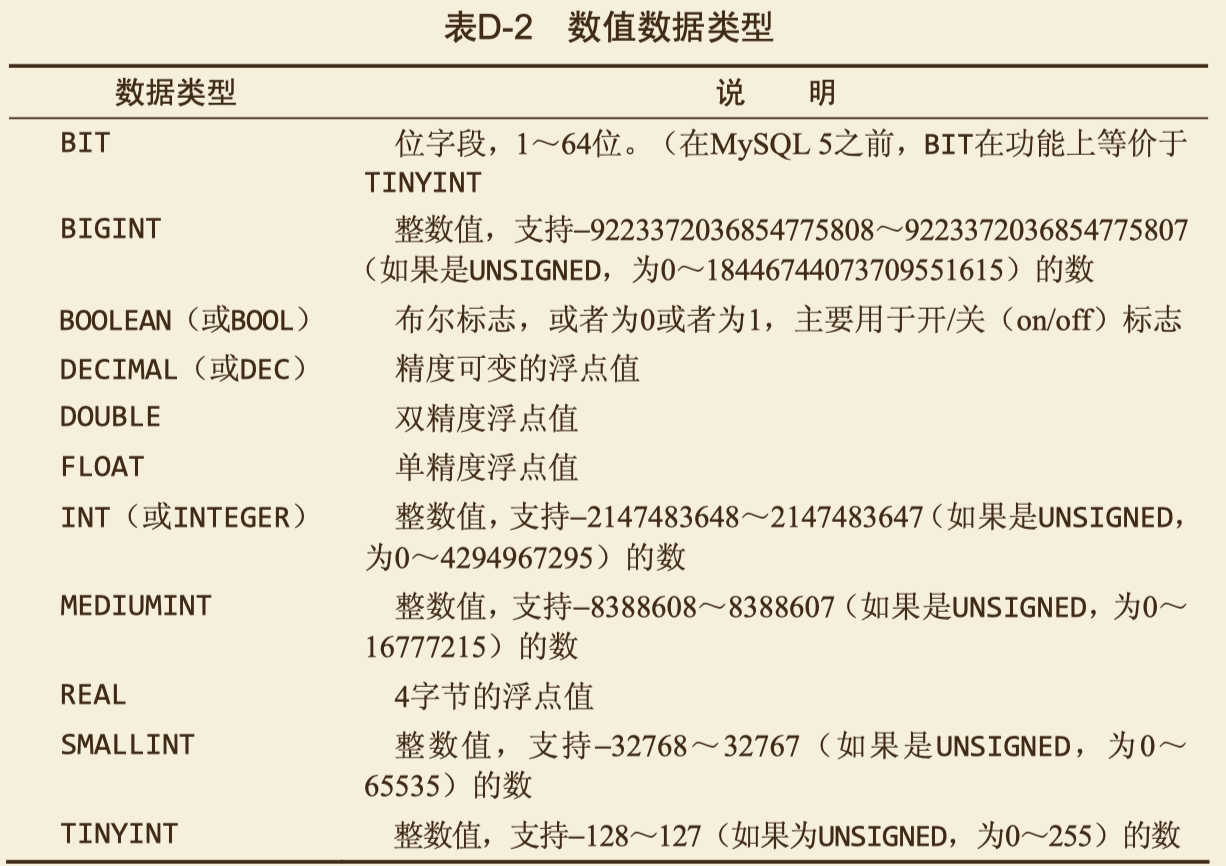 表D-2 数值数据类型
数据类型 说 明
BIT 位字段，1～64位。（在MySQL 5之前，BIT在功能上等价于
TINYINT
BIGINT 整数值，支持–9223372036854775808～9223372036854775807
（如果是UNSIGNED，为0～18446744073709551615）的数
BOOLEAN（或BOOL） 布尔标志，或者为0或者为1，主要用于开/关（on/off）标志
DECIMAL（或DEC） 精度可变的浮点值
DOUBLE 双精度浮点值
FLOAT 单精度浮点值
INT（或INTEGER） 整数值，支持–2147483648～2147483647（如果是UNSIGNED，
为0～4294967295）的数
MEDIUMINT 整数值，支持–8388608～8388607（如果是UNSIGNED，为0～
16777215）的数
REAL 4字节的浮点值
SMALLINT 整数值，支持–32768～32767（如果是UNSIGNED，为0～
65535）的数
TINYINT 整数值，支持–128～127（如果为UNSIGNED，为0～255）的数